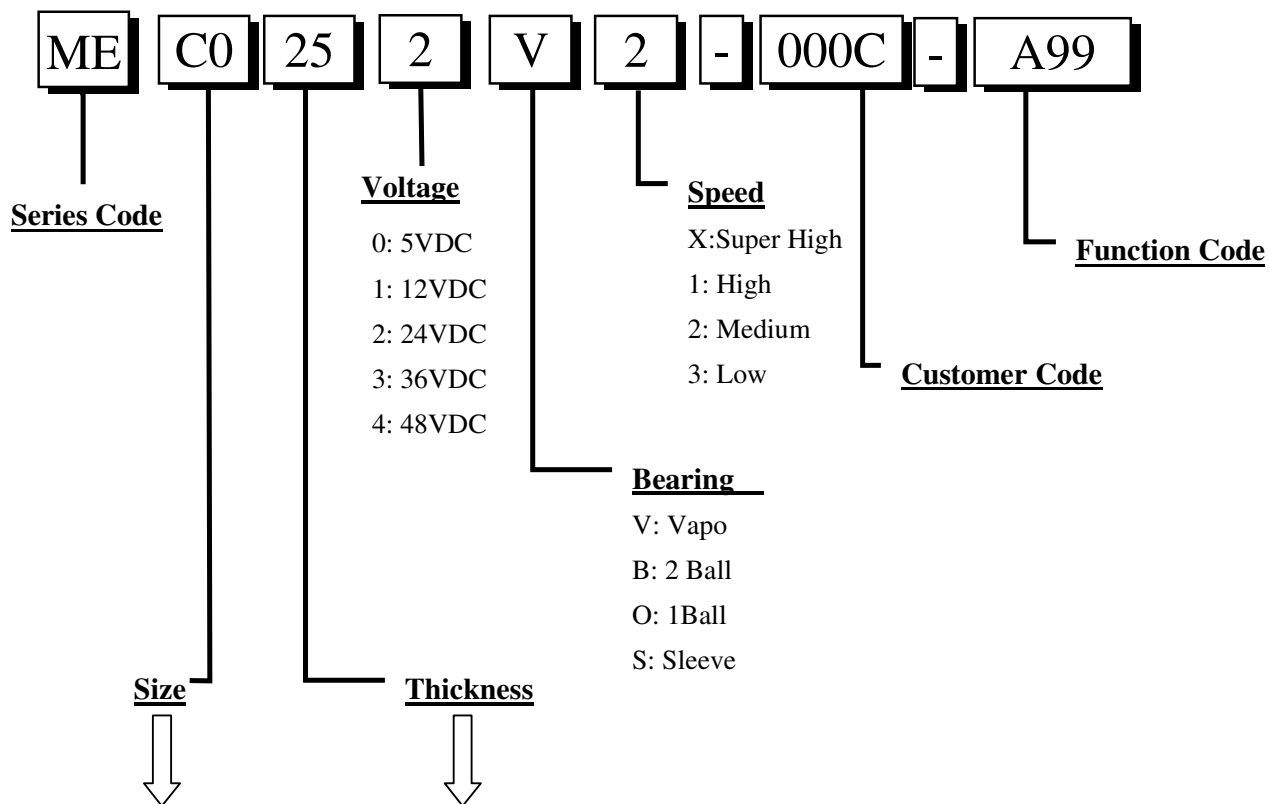 ME C0 25 2 V 2 - 000C - A99
Series Code
Voltage
0: 5VDC
1: 12VDC
2: 24VDC
3: 36VDC
4: 48VDC
Speed
X:Super High
1: High
2: Medium
3: Low
Function Code
Customer Code
Bearing
V: Vapo
B: 2 Ball
O: 1Ball
S: Sleeve
Size
Thickness